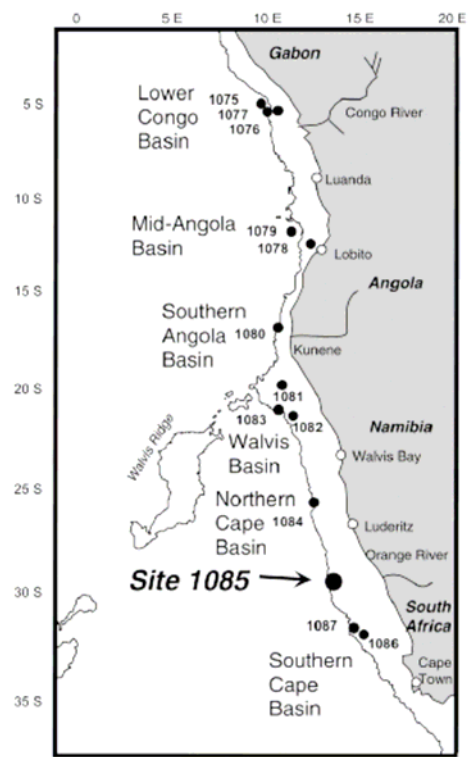 0 5 E 10 E 15 E 20 E
Gabon
5 S
Lower
Congo
Basin
1075
1077
1076
Congo River
10 S
Luanda
Mid-Angola
Basin
1079
1078
Lobito
15 S
Angola
Southern
Angola
Basin
1080
Kunene
20 S
1081
1083
1082
Walvis Ridge
Walvis
Basin
Namibia
Walvis Bay
25 S
Northern
Cape
Basin
1084
Luderitz
Orange River
Site 1085
30 S
South
Africa
1087
1086
Southern
Cape
Basin
Cape
Town
35 S